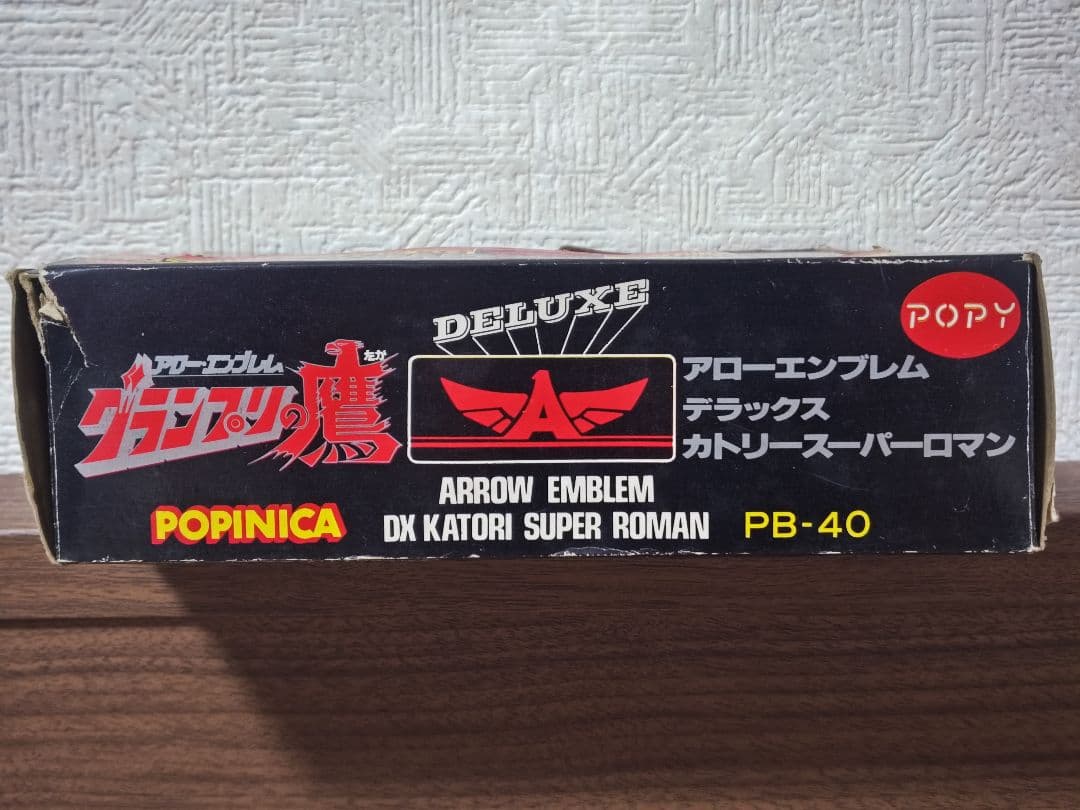 アロー・エンブレム
グランプリの鷹
たか
DELUXE
A
アローエンブレム
デラックス
カトリースーパーロマン
POPY
POPINICA
ARROW EMBLEM
DX KATORI SUPER ROMAN
PB-40